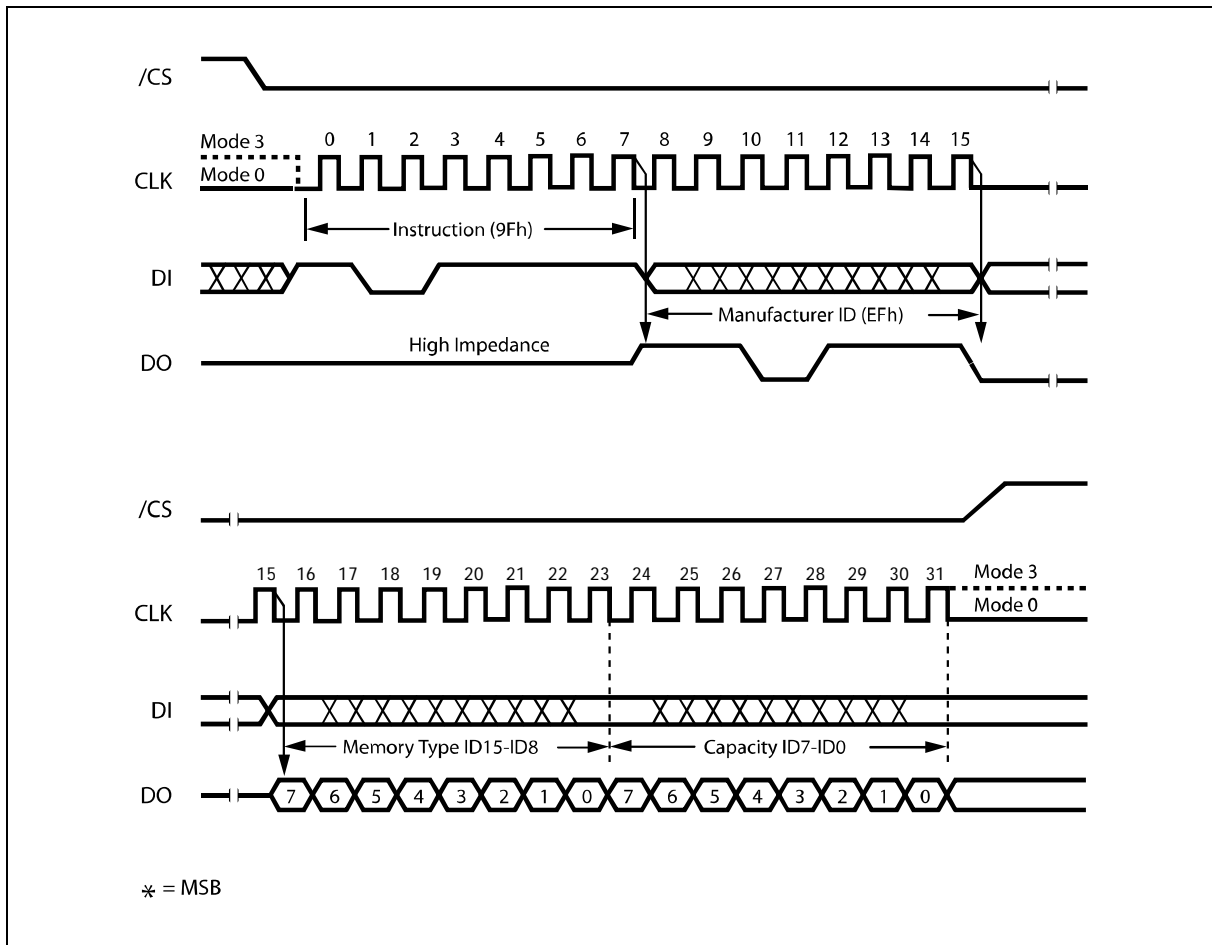 /CS
Mode 3
0 1 2 3 4 5 6 7 8 9 10 11 12 13 14 15
CLK
Mode 0
Instruction (9Fh)
DI
Manufacturer ID (EFh)
High Impedance
DO
/CS
15 16 17 18 19 20 21 22 23 24 25 26 27 28 29 30 31
Mode 3
CLK
Mode 0
DI
Memory Type ID15-ID8
Capacity ID7-ID0
DO
7 6 5 4 3 2 1 0 7 6 5 4 3 2 1 0
* = MSB